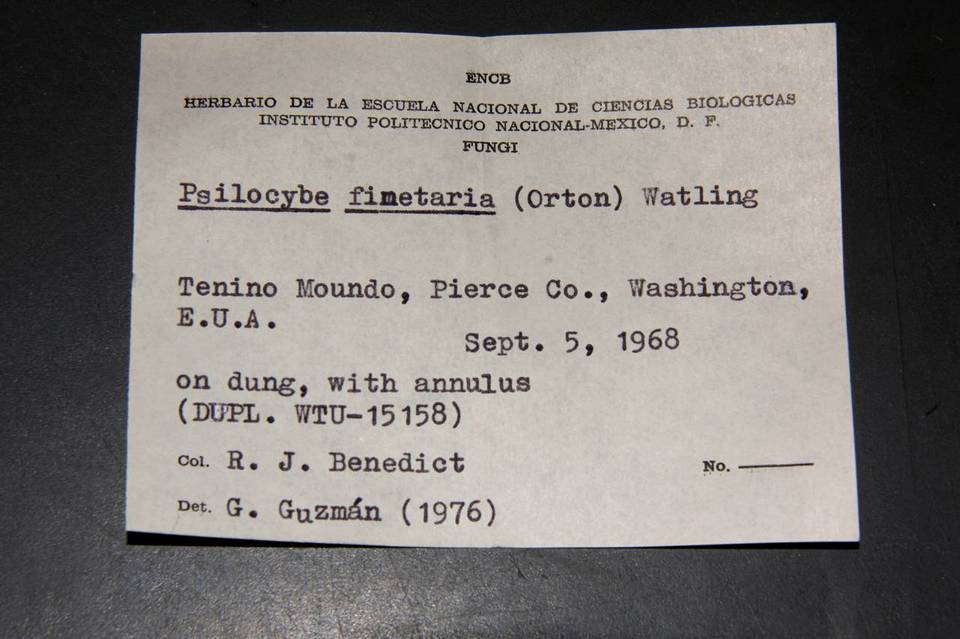 ENCB
HERBARIO DE LA ESCUELA NACIONAL DE CIENCIAS BIOLOGICAS
INSTITUTO POLITECNICO NACIONAL-MEXICO, D. F.
FUNGI
Psilocybe fimetaria (Orton) Watling
Tenino Moundo, Pierce Co., Washington,
E.U.A.
Sept. 5, 1968
on dung, with annulus
(DUPL. WTU-15158)
Col. R. J. Benedict No. ———
Det. G. Guzmán (1976)